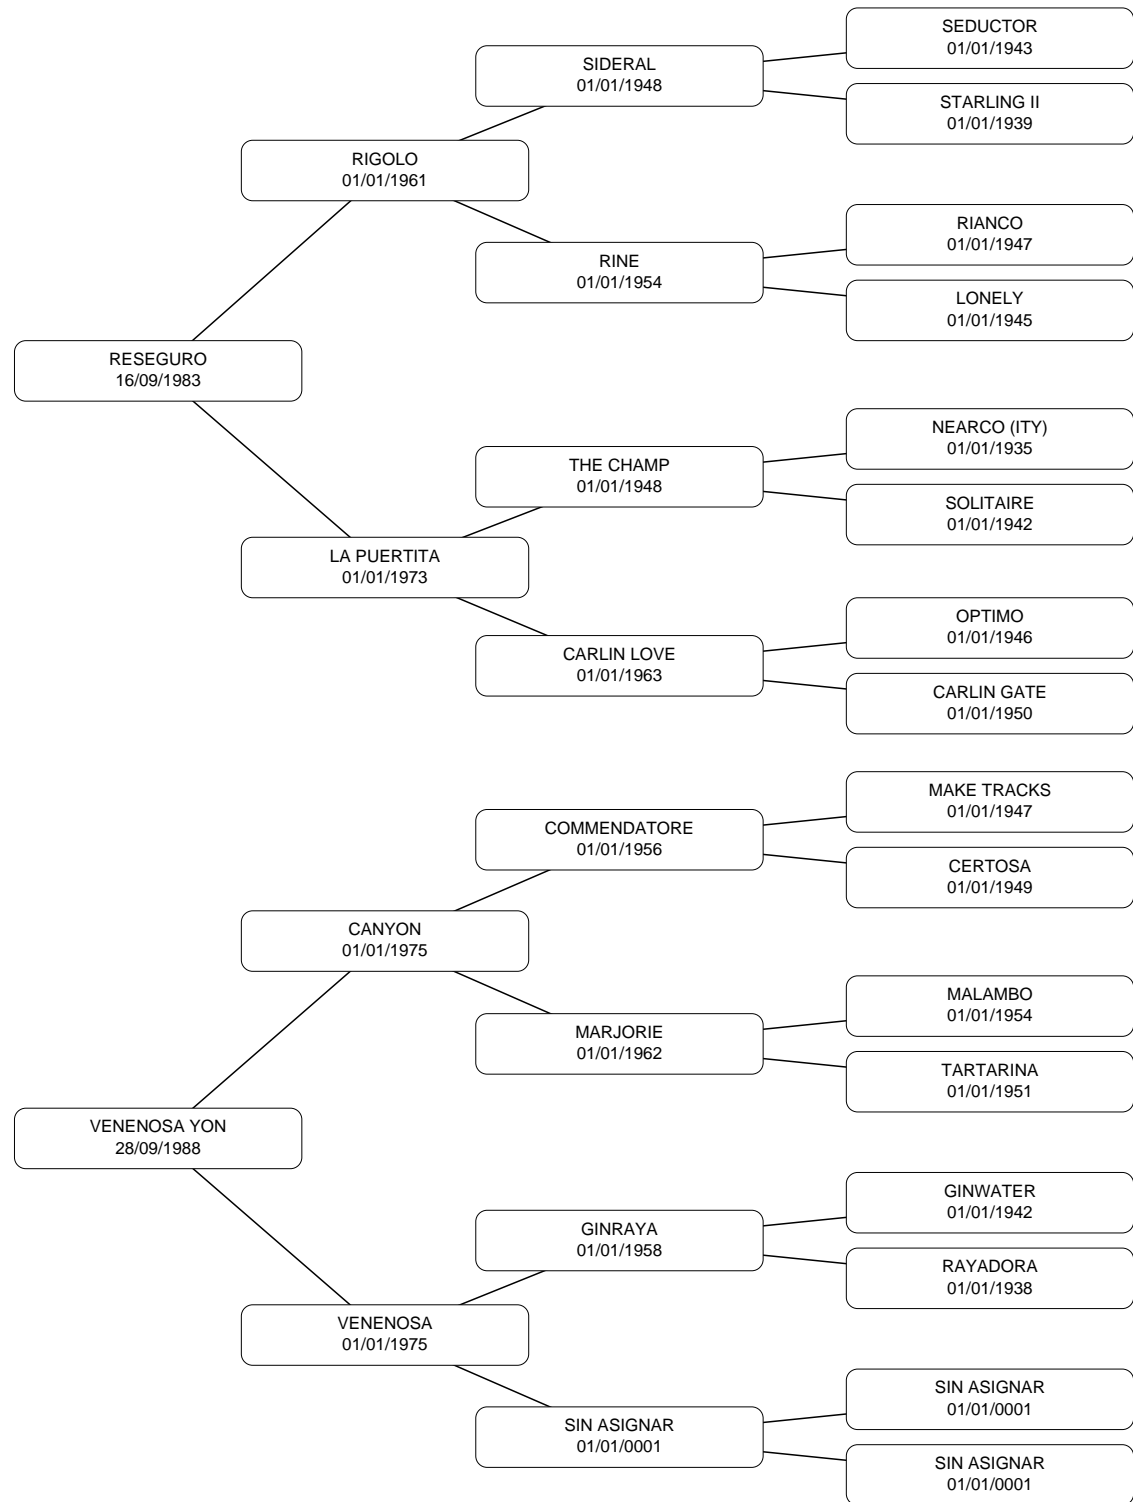 SEDUCTOR
01/01/1943
SIDERAL
01/01/1948
STARLING II
01/01/1939
RIGOLO
01/01/1961
RIANCO
01/01/1947
RINE
01/01/1954
LONELY
01/01/1945
RESEGURO
16/09/1983
NEARCO (ITY)
01/01/1935
THE CHAMP
01/01/1948
SOLITAIRE
01/01/1942
LA PUERTITA
01/01/1973
OPTIMO
01/01/1946
CARLIN LOVE
01/01/1963
CARLIN GATE
01/01/1950
MAKE TRACKS
01/01/1947
COMMENDATORE
01/01/1956
CERTOSA
01/01/1949
CANYON
01/01/1975
MALAMBO
01/01/1954
MARJORIE
01/01/1962
TARTARINA
01/01/1951
VENENOSA YON
28/09/1988
GINWATER
01/01/1942
GINRAYA
01/01/1958
RAYADORA
01/01/1938
VENENOSA
01/01/1975
SIN ASIGNAR
01/01/0001
SIN ASIGNAR
01/01/0001
SIN ASIGNAR
01/01/0001